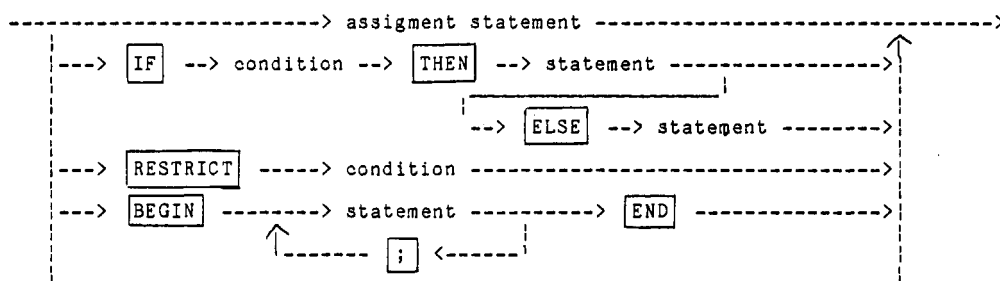 assigment statement
IF condition THEN statement
ELSE statement
RESTRICT condition
BEGIN statement END
;